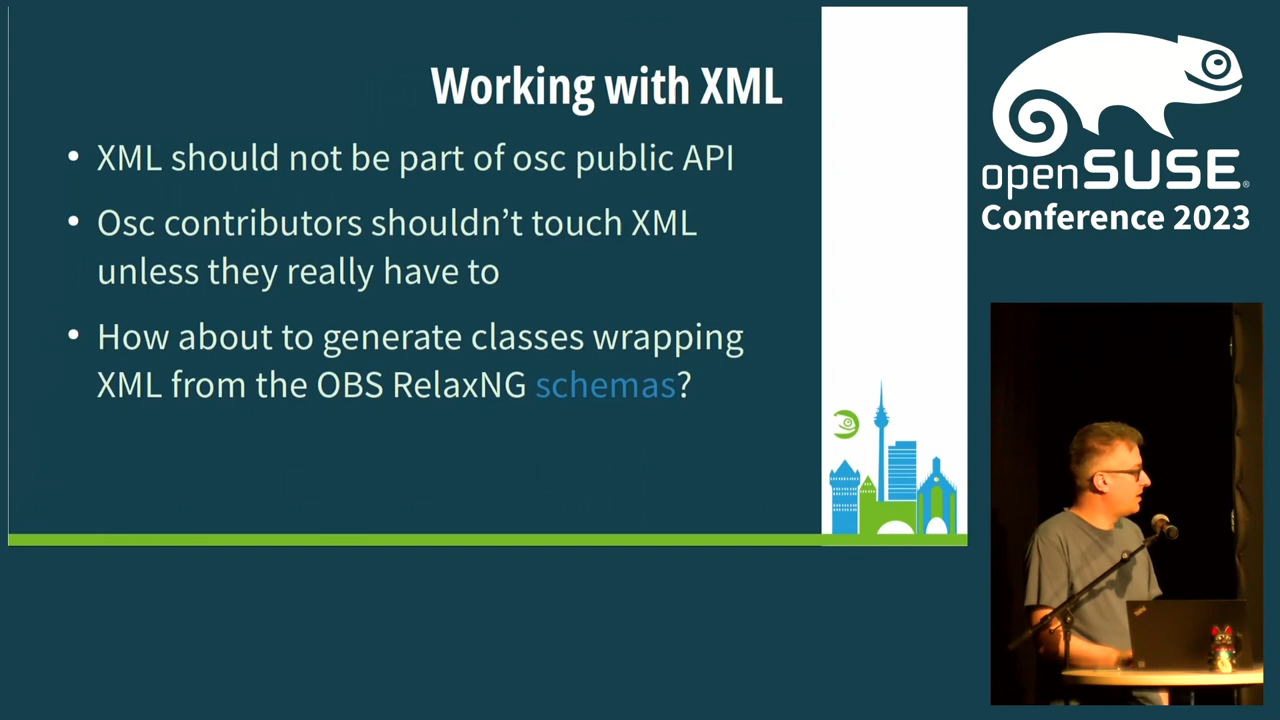 Working with XML
• XML should not be part of osc public API
• Osc contributors shouldn’t touch XML
unless they really have to
• How about to generate classes wrapping
XML from the OBS RelaxNG schemas?
openSUSE®
Conference 2023